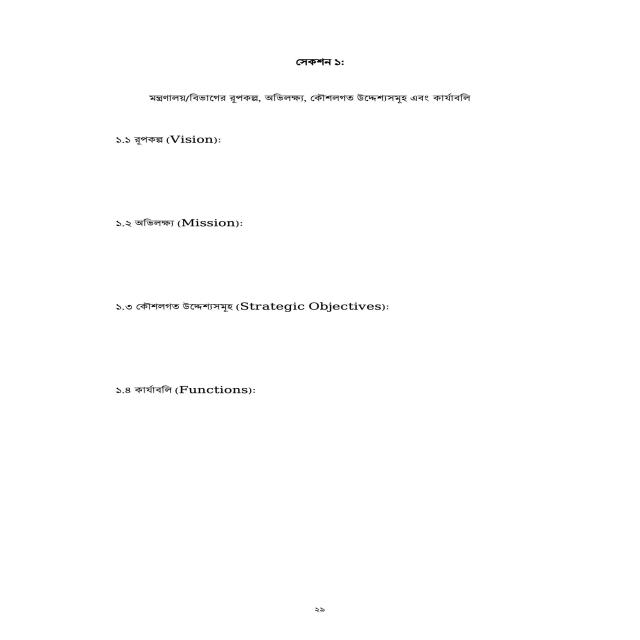 সেকশন ১:
মন্ত্রণালয়/বিভাগের রূপকল্প, অভিলক্ষ্য, কৌশলগত উদ্দেশ্যসমূহ এবং কার্যাবলি
১.১ রূপকল্প (Vision):
১.২ অভিলক্ষ্য (Mission):
১.৩ কৌশলগত উদ্দেশ্যসমূহ (Strategic Objectives):
১.৪ কার্যাবলি (Functions):
২৯